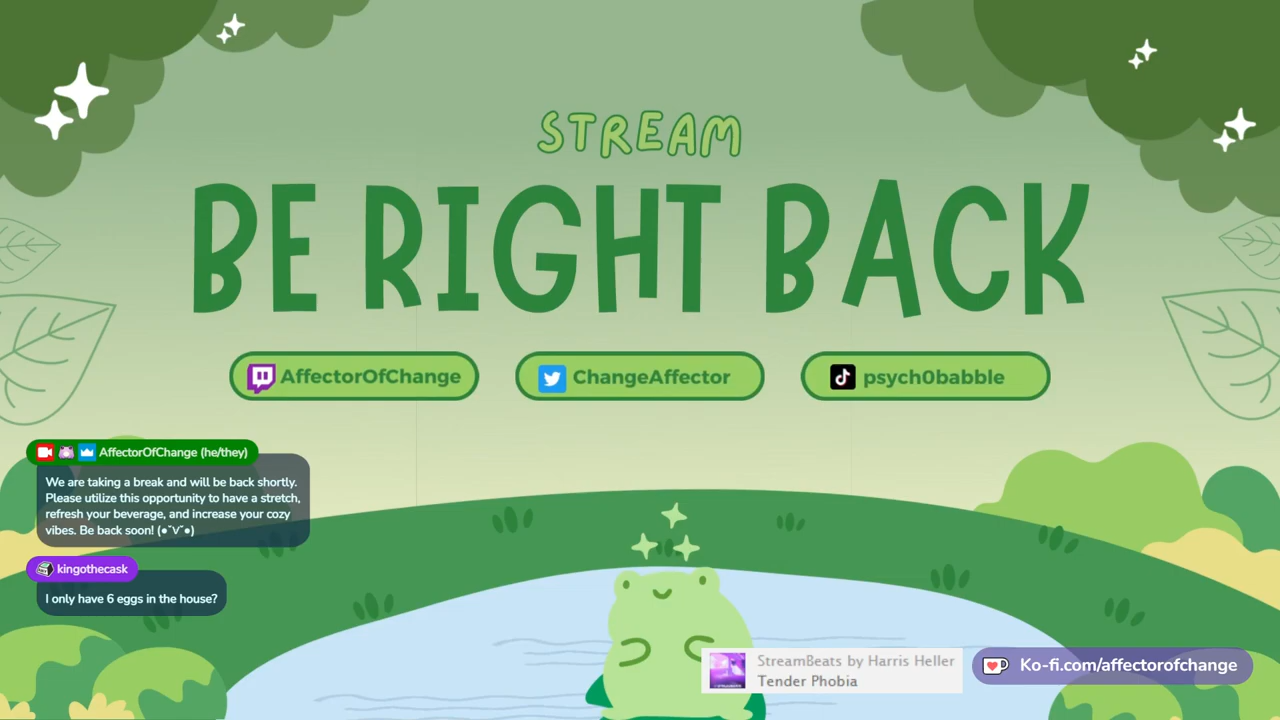 STREAM
BE RIGHT BACK
AffectorOfChange
ChangeAffector
psych0babble
AffectorOfChange (he/they)
We are taking a break and will be back shortly.
Please utilize this opportunity to have a stretch,
refresh your beverage, and increase your cozy
vibes. Be back soon! (●ˇ∨ˇ●)
kingothecask
I only have 6 eggs in the house?
StreamBeats by Harris Heller
Tender Phobia
Ko-fi.com/affectorofchange